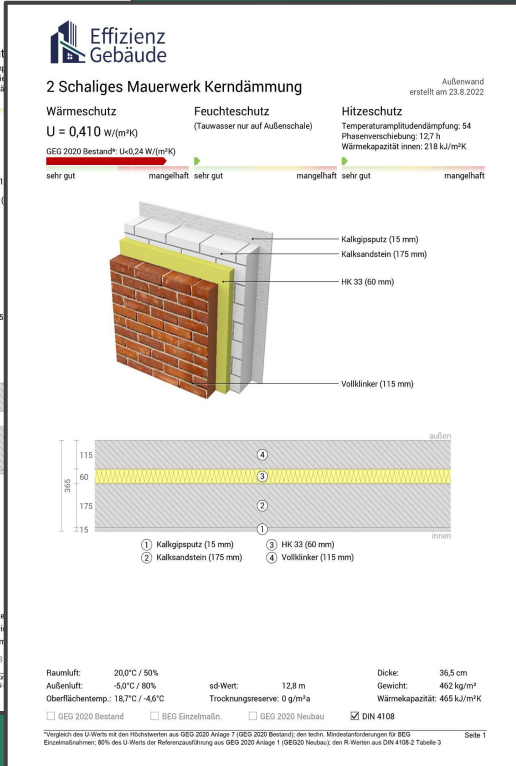 Effizienz
Gebäude
2 Schaliges Mauerwerk Kerndämmung
Außenwand
erstellt am 23.8.2022
Wärmeschutz
U = 0,410 W/(m²K)
GEG 2020 Bestand*: U<0,24 W/(m²K)
sehr gut mangelhaft
Feuchteschutz
(Tauwasser nur auf Außenschale)
sehr gut mangelhaft
Hitzeschutz
Temperaturamplitudendämpfung: 54
Phasenverschiebung: 12,7 h
Wärmekapazität innen: 218 kJ/m²K
sehr gut mangelhaft
Kalkgipsputz (15 mm)
Kalksandstein (175 mm)
HK 33 (60 mm)
Vollklinker (115 mm)
außen
365
115
60
175
15
4
3
2
1
innen
1 Kalkgipsputz (15 mm) 3 HK 33 (60 mm)
2 Kalksandstein (175 mm) 4 Vollklinker (115 mm)
Raumluft: 20,0°C / 50% Dicke: 36,5 cm
Außenluft: -5,0°C / 80% sd-Wert: 12,8 m Gewicht: 462 kg/m²
Oberflächentemp.: 18,7°C / -4,6°C Trocknungsreserve: 0 g/m²a Wärmekapazität: 465 kJ/m²K
GEG 2020 Bestand BEG Einzelmaßn. GEG 2020 Neubau DIN 4108
*Vergleich des U-Werts mit den Höchstwerten aus GEG 2020 Anlage 7 (GEG 2020 Bestand); den techn. Mindestanforderungen für BEG Seite 1
Einzelmaßnahmen; 80% des U-Werts der Referenzausführung aus GEG 2020 Anlage 1 (GEG20 Neubau); den R-Werten aus DIN 4108-2 Tabelle 3